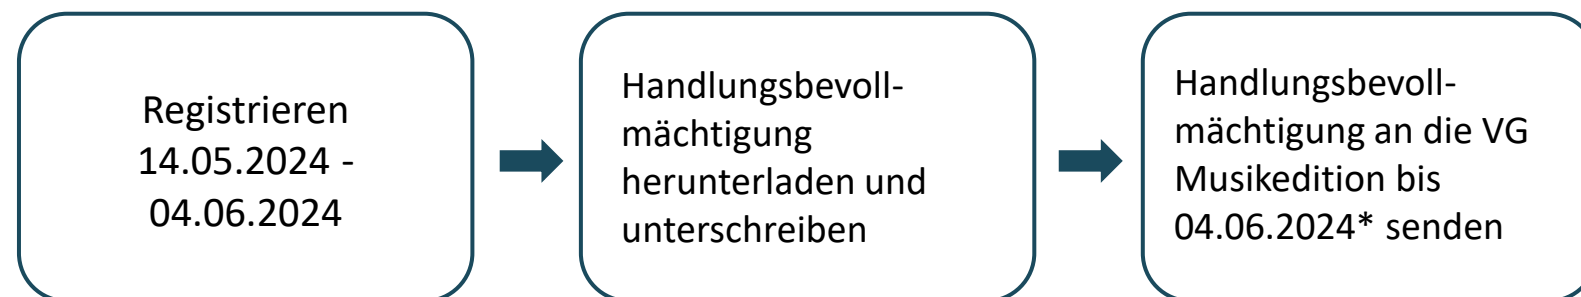 Registrieren
14.05.2024 -
04.06.2024
Handlungsbevoll-
mächtigung
herunterladen und
unterschreiben
Handlungsbevoll-
mächtigung an die VG
Musikedition bis
04.06.2024* senden